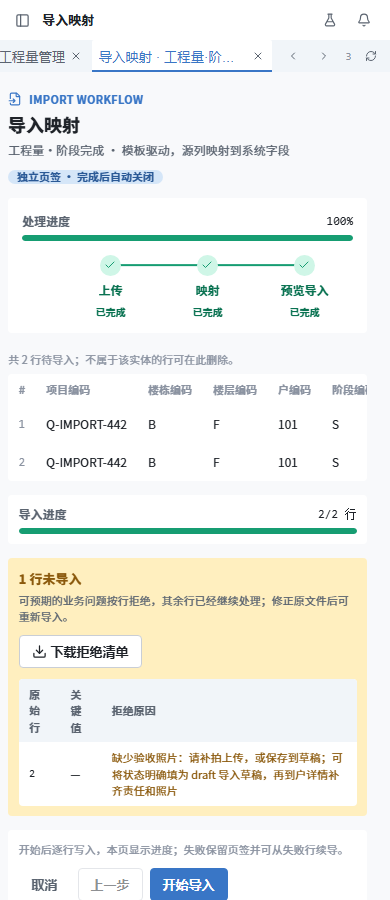 导入映射
工程量管理
导入映射 · 工程量·阶…
3
IMPORT WORKFLOW
导入映射
工程量 · 阶段完成 · 模板驱动，源列映射到系统字段
独立页签 · 完成后自动关闭
处理进度 100%
上传 映射 预览导入
已完成 已完成 已完成
共 2 行待导入；不属于该实体的行可在此删除。
# 项目编码 楼栋编码 楼层编码 户编码 阶段编
1 Q-IMPORT-442 B F 101 S
2 Q-IMPORT-442 B F 101 S
导入进度 2/2 行
1 行未导入
可预期的业务问题按行拒绝，其余行已经继续处理；修正原文件后可
重新导入。
下载拒绝清单
原始行 关键值 拒绝原因
2 — 缺少验收照片：请补拍上传，或保存到草稿；可
将状态明确填为 draft 导入草稿，再到户详情补
齐责任和照片
开始后逐行写入，本页显示进度；失败保留页签并可从失败行续导。
取消 上一步 开始导入